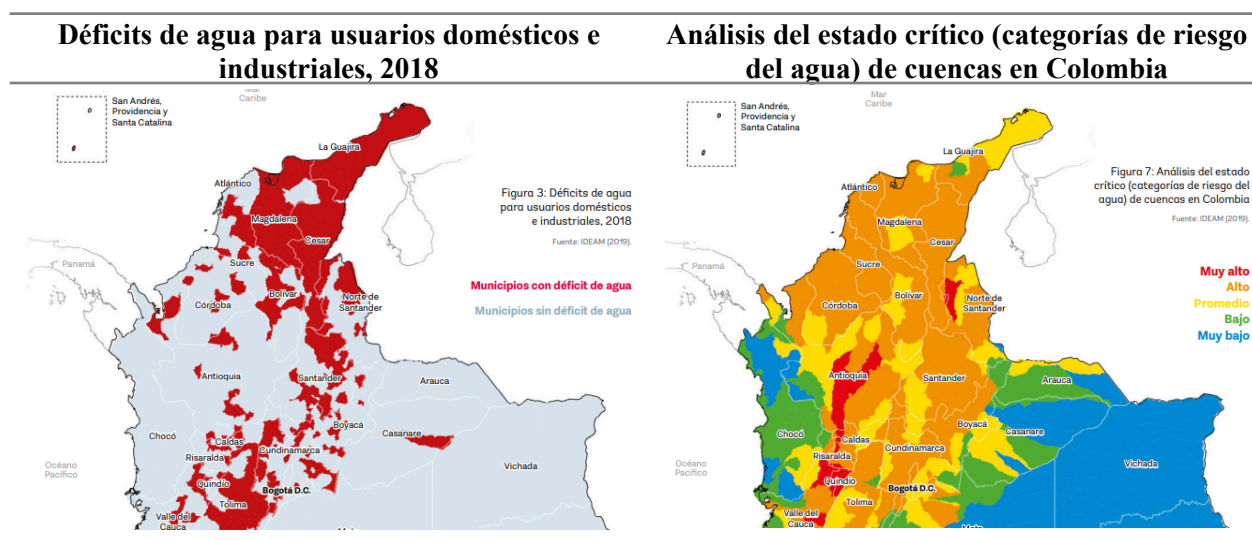 Déficits de agua para usuarios domésticos e
industriales, 2018
Análisis del estado crítico (categorías de riesgo
del agua) de cuencas en Colombia
Caribe
San Andrés,
Providencia y
Santa Catalina
La Guajira
Atlántico
Magdalena
Cesar
Panamá
Sucre
Córdoba
Bolívar
Norte de
Santander
Antioquia
Santander
Arauca
Chocó
Boyacá
Casanare
Caldas
Cundinamarca
Risaralda
Vichada
Océano
Pacífico
Quindío
Bogotá D.C.
Tolima
Valle del
Cauca
Meta
Figura 3: Déficits de agua
para usuarios domésticos
e industriales, 2018
Fuente: IDEAM (2019).
Municipios con déficit de agua
Municipios sin déficit de agua
Mar
Caribe
San Andrés,
Providencia y
Santa Catalina
La Guajira
Atlántico
Magdalena
Cesar
Panamá
Sucre
Córdoba
Bolívar
Norte de
Santander
Antioquia
Santander
Arauca
Chocó
Boyacá
Casanare
Caldas
Cundinamarca
Risaralda
Vichada
Océano
Pacífico
Quindío
Bogotá D.C.
Tolima
Valle del
Cauca
Meta
Figura 7: Análisis del estado
crítico (categorías de riesgo del
agua) de cuencas en Colombia
Fuente: IDEAM (2019).
Muy alto
Alto
Promedio
Bajo
Muy bajo